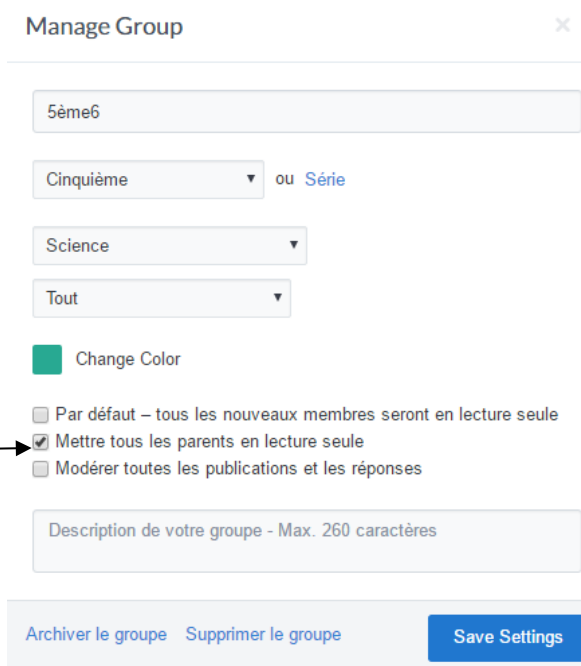 Manage Group
×
5ème6
Cinquième ▼ ou Série
Science ▼
Tout ▼
Change Color
Par défaut – tous les nouveaux membres seront en lecture seule
Mettre tous les parents en lecture seule
Modérer toutes les publications et les réponses
Description de votre groupe - Max. 260 caractères
Archiver le groupe Supprimer le groupe Save Settings